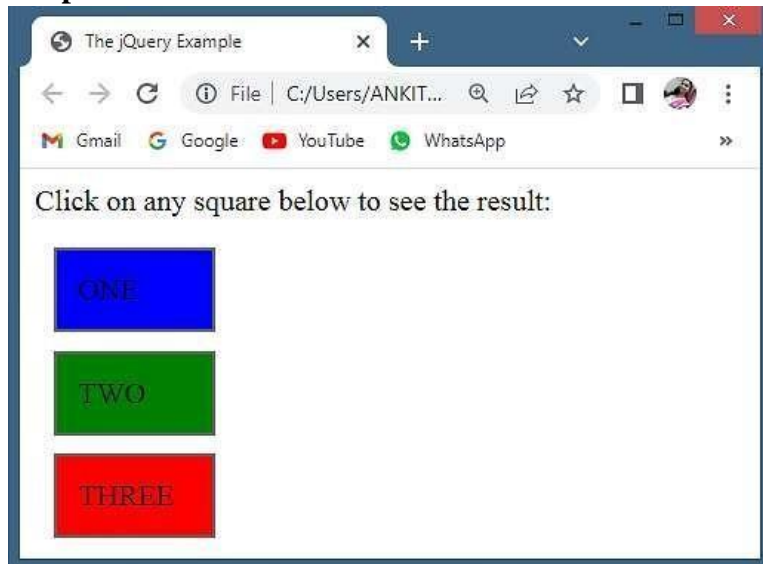 The jQuery Example
File | C:/Users/ANKIT...
Gmail Google YouTube WhatsApp »
Click on any square below to see the result:
ONE
TWO
THREE